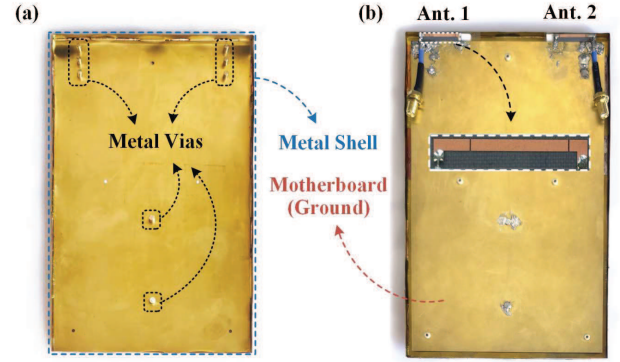 (a)
(b)
Ant. 1
Ant. 2
Metal Vias
Metal Shell
Motherboard
(Ground)